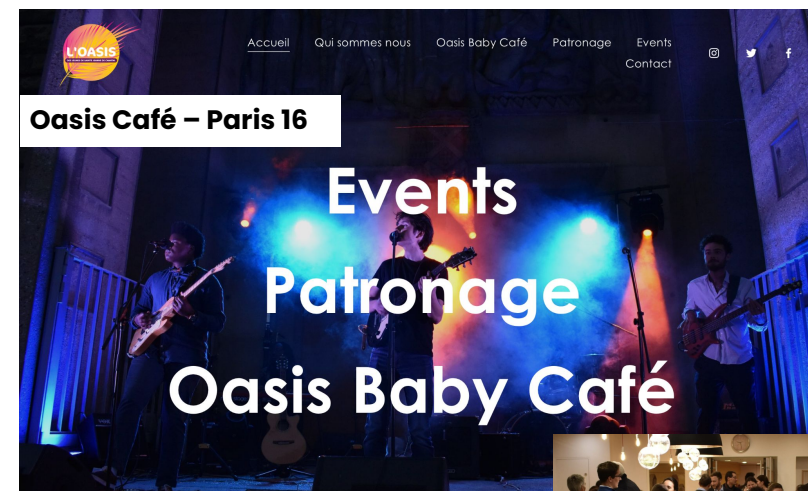 L'OASIS
Accueil Qui sommes nous Oasis Baby Café Patronage Events
Contact
Oasis Café – Paris 16
Events
Patronage
Oasis Baby Café